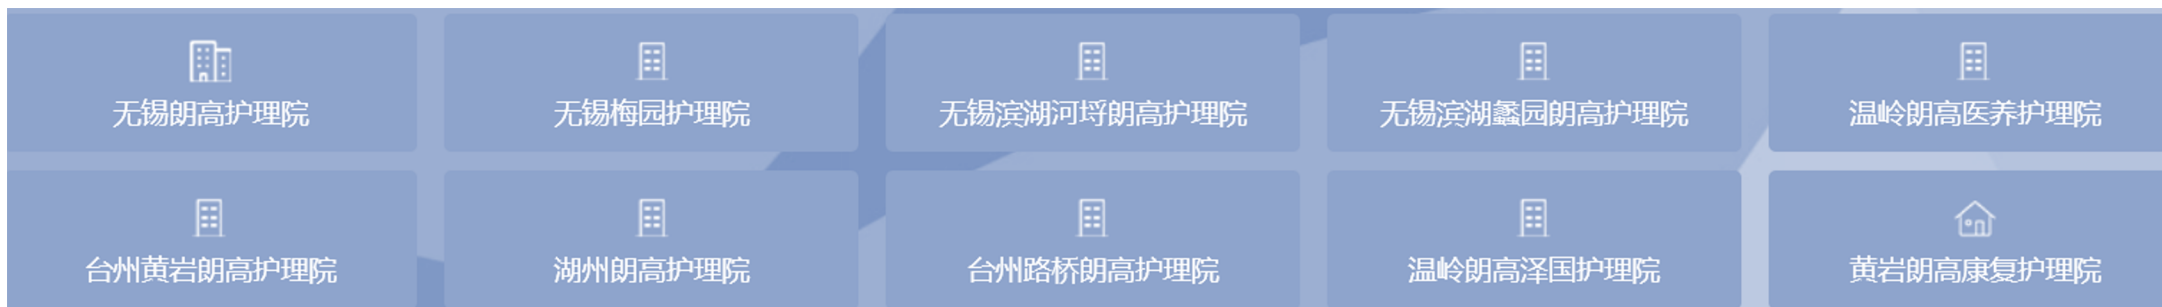 无锡朗高护理院
无锡梅园护理院
无锡滨湖河埒朗高护理院
无锡滨湖蠡园朗高护理院
温岭朗高医养护理院
台州黄岩朗高护理院
湖州朗高护理院
台州路桥朗高护理院
温岭朗高泽国护理院
黄岩朗高康复护理院